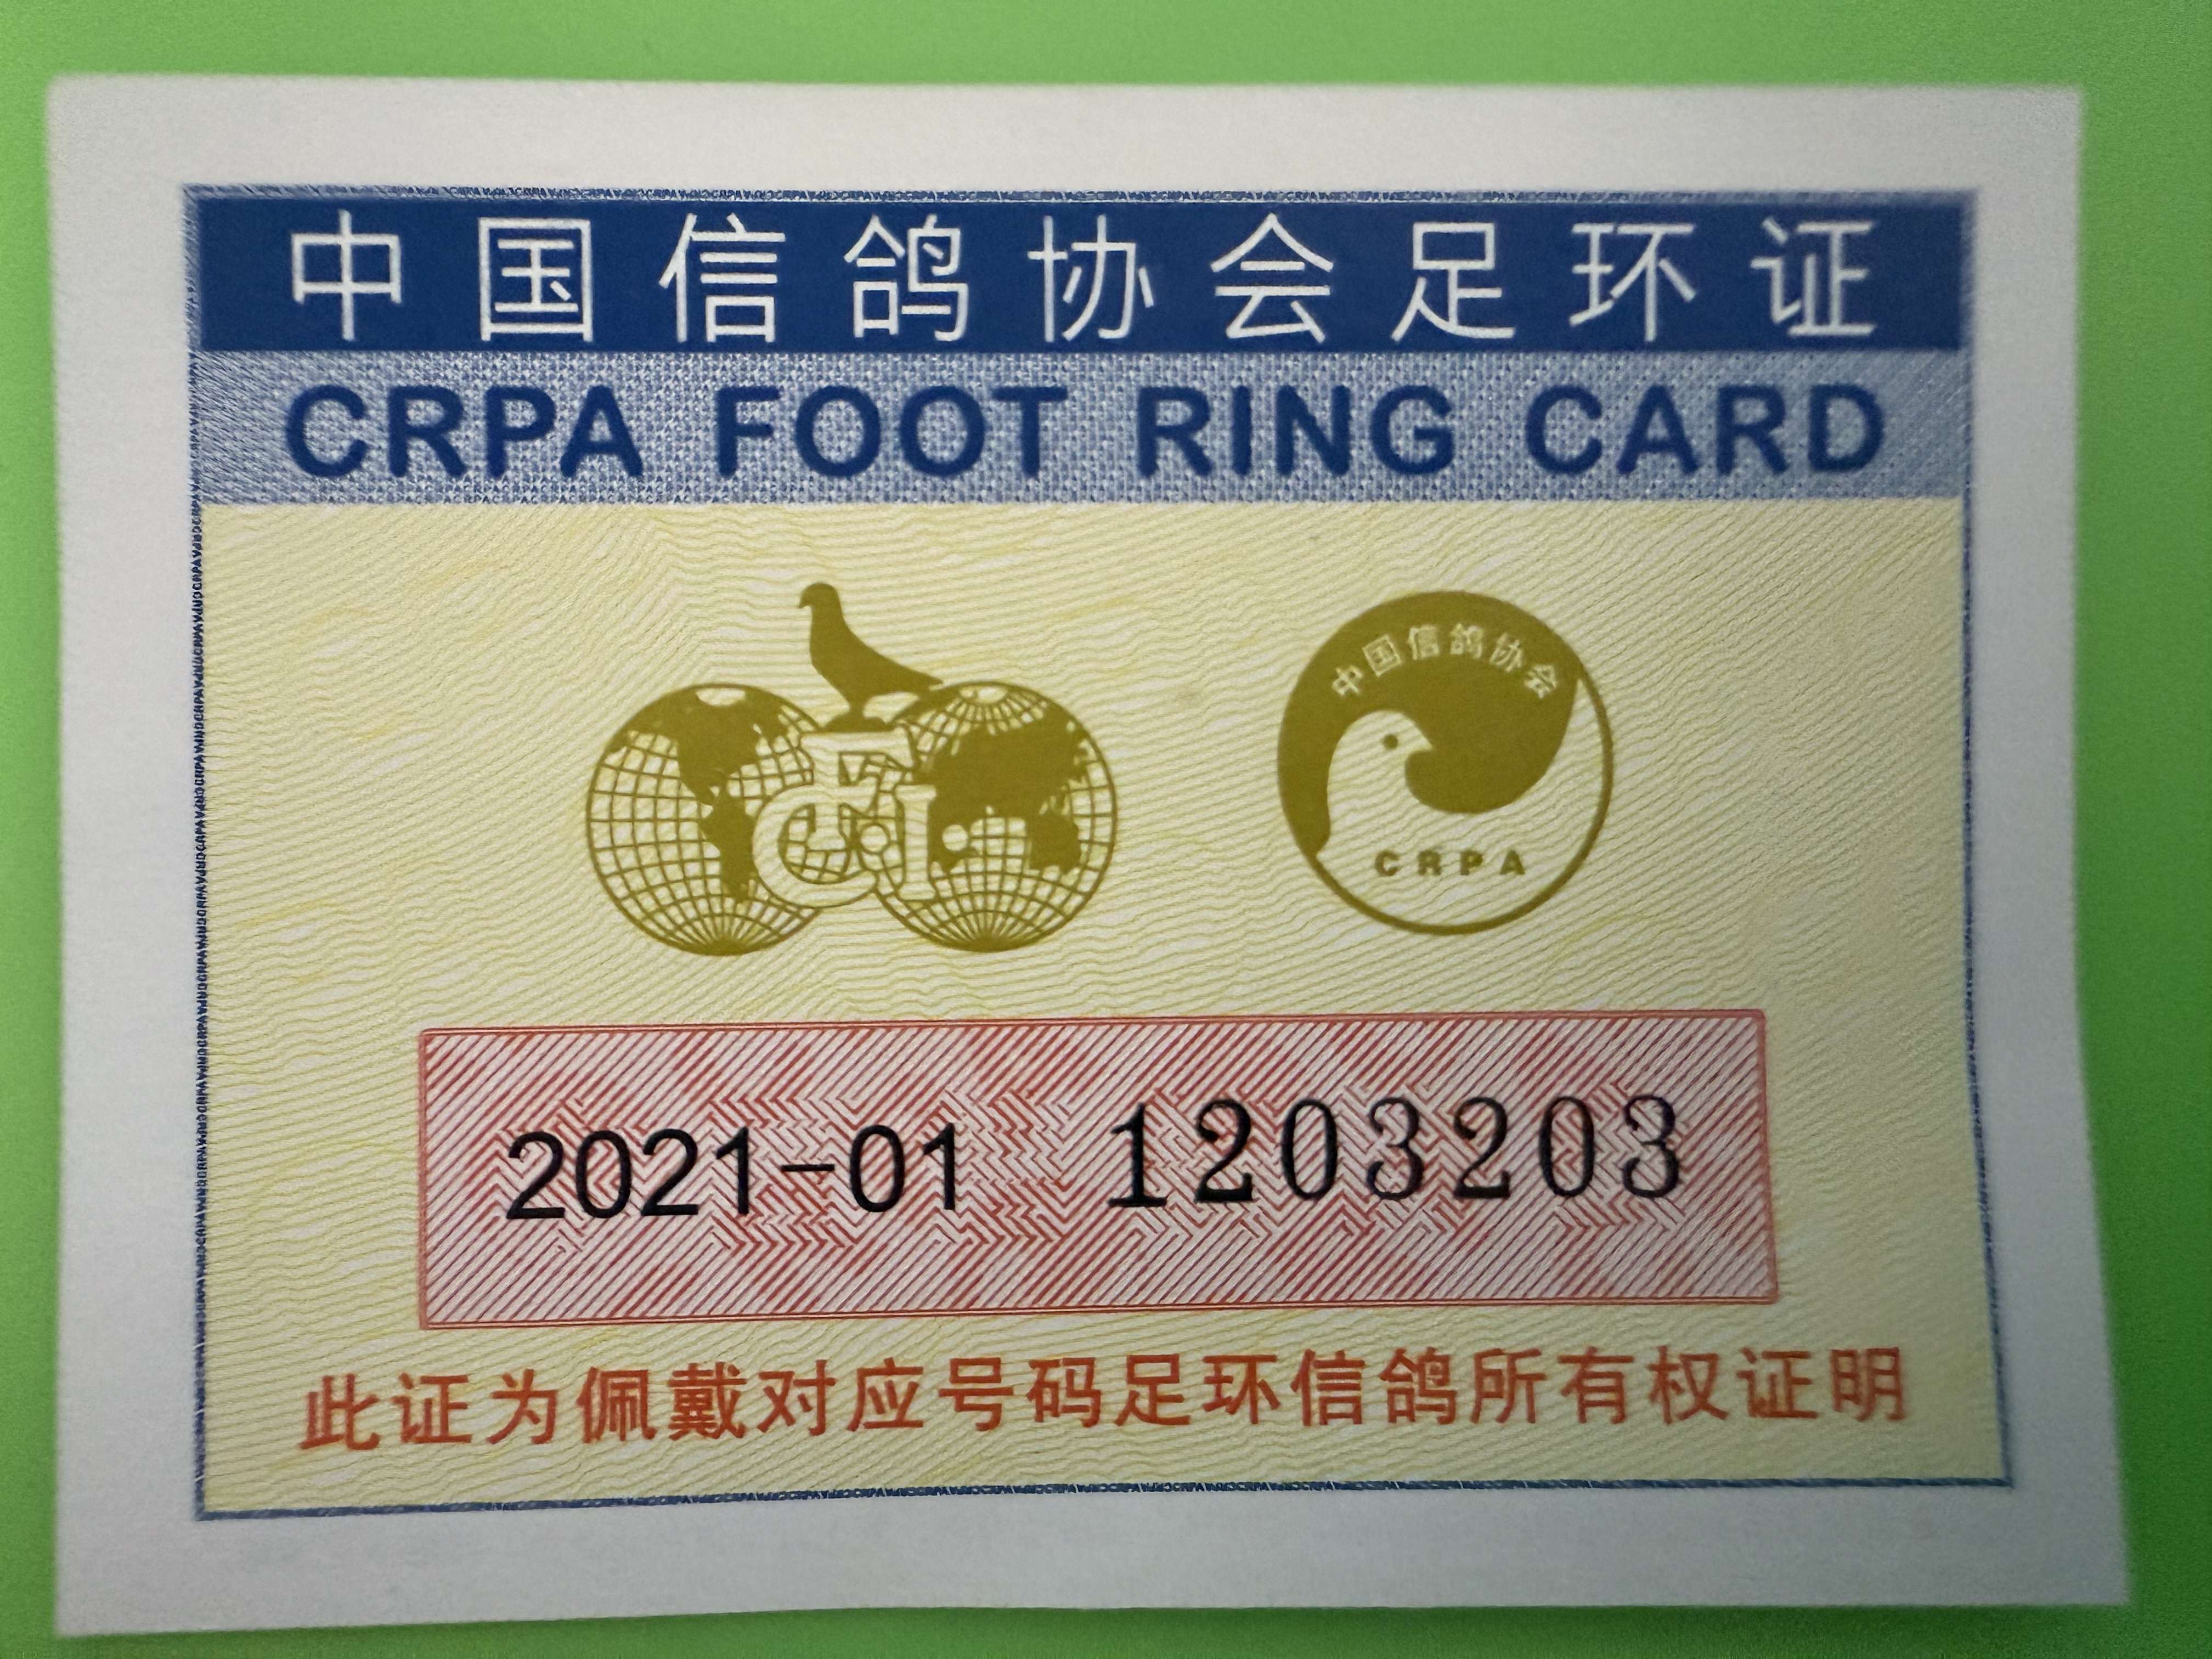 中国信鸽协会足环证
CRPA FOOT RING CARD
F.C.I.
中国信鸽协会
CRPA
2021-01 1203203
此证为佩戴对应号码足环信鸽所有权证明